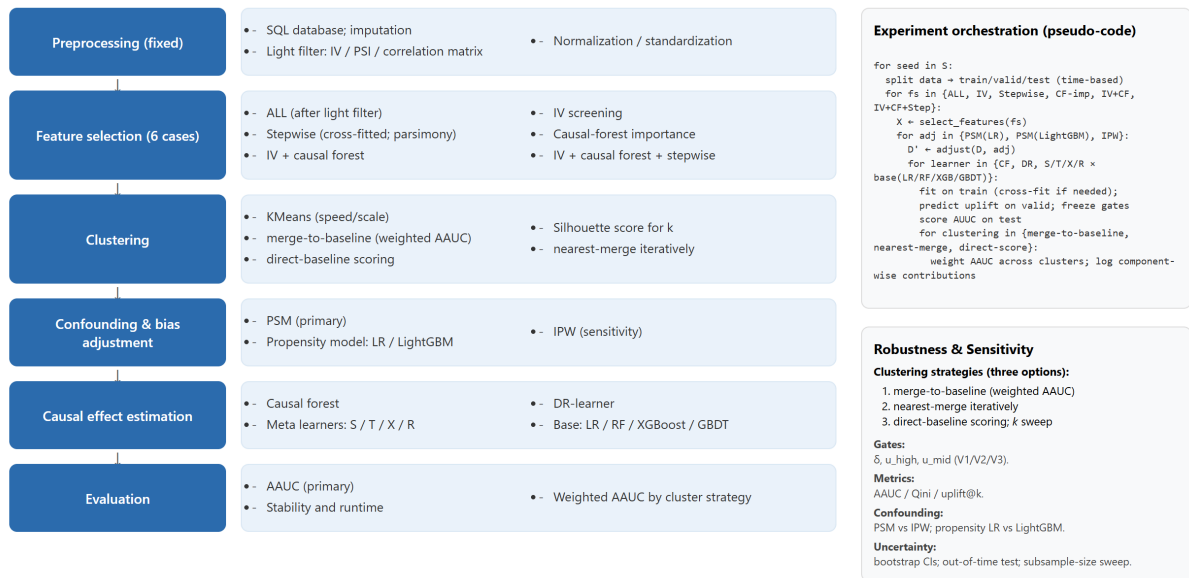 Preprocessing (fixed)
- SQL database; imputation
- Light filter: IV / PSI / correlation matrix
- Normalization / standardization
Feature selection (6 cases)
- ALL (after light filter)
- Stepwise (cross-fitted; parsimony)
- IV + causal forest
- IV screening
- Causal-forest importance
- IV + causal forest + stepwise
Clustering
- KMeans (speed/scale)
- merge-to-baseline (weighted AAUC)
- direct-baseline scoring
- Silhouette score for k
- nearest-merge iteratively
Confounding & bias
adjustment
- PSM (primary)
- Propensity model: LR / LightGBM
- IPW (sensitivity)
Causal effect estimation
- Causal forest
- Meta learners: S / T / X / R
- DR-learner
- Base: LR / RF / XGBoost / GBDT
Evaluation
- AAUC (primary)
- Stability and runtime
- Weighted AAUC by cluster strategy
Experiment orchestration (pseudo-code)
for seed in S:
split data → train/valid/test (time-based)
for fs in {ALL, IV, Stepwise, CF-imp, IV+CF,
IV+CF+Step}:
X ← select_features(fs)
for adj in {PSM(LR), PSM(LightGBM), IPW}:
D' ← adjust(D, adj)
for learner in {CF, DR, S/T/X/R ×
base(LR/RF/XGB/GBDT)}:
fit on train (cross-fit if needed);
predict uplift on valid; freeze gates
score AUUC on test
for clustering in {merge-to-baseline,
nearest-merge, direct-score}:
weight AAUC across clusters; log component-
wise contributions
Robustness & Sensitivity
Clustering strategies (three options):
1. merge-to-baseline (weighted AAUC)
2. nearest-merge iteratively
3. direct-baseline scoring; k sweep
Gates:
δ, u_high, u_mid (V1/V2/V3).
Metrics:
AAUC / Qini / uplift@k.
Confounding:
PSM vs IPW; propensity LR vs LightGBM.
Uncertainty:
bootstrap CIs; out-of-time test; subsample-size sweep.